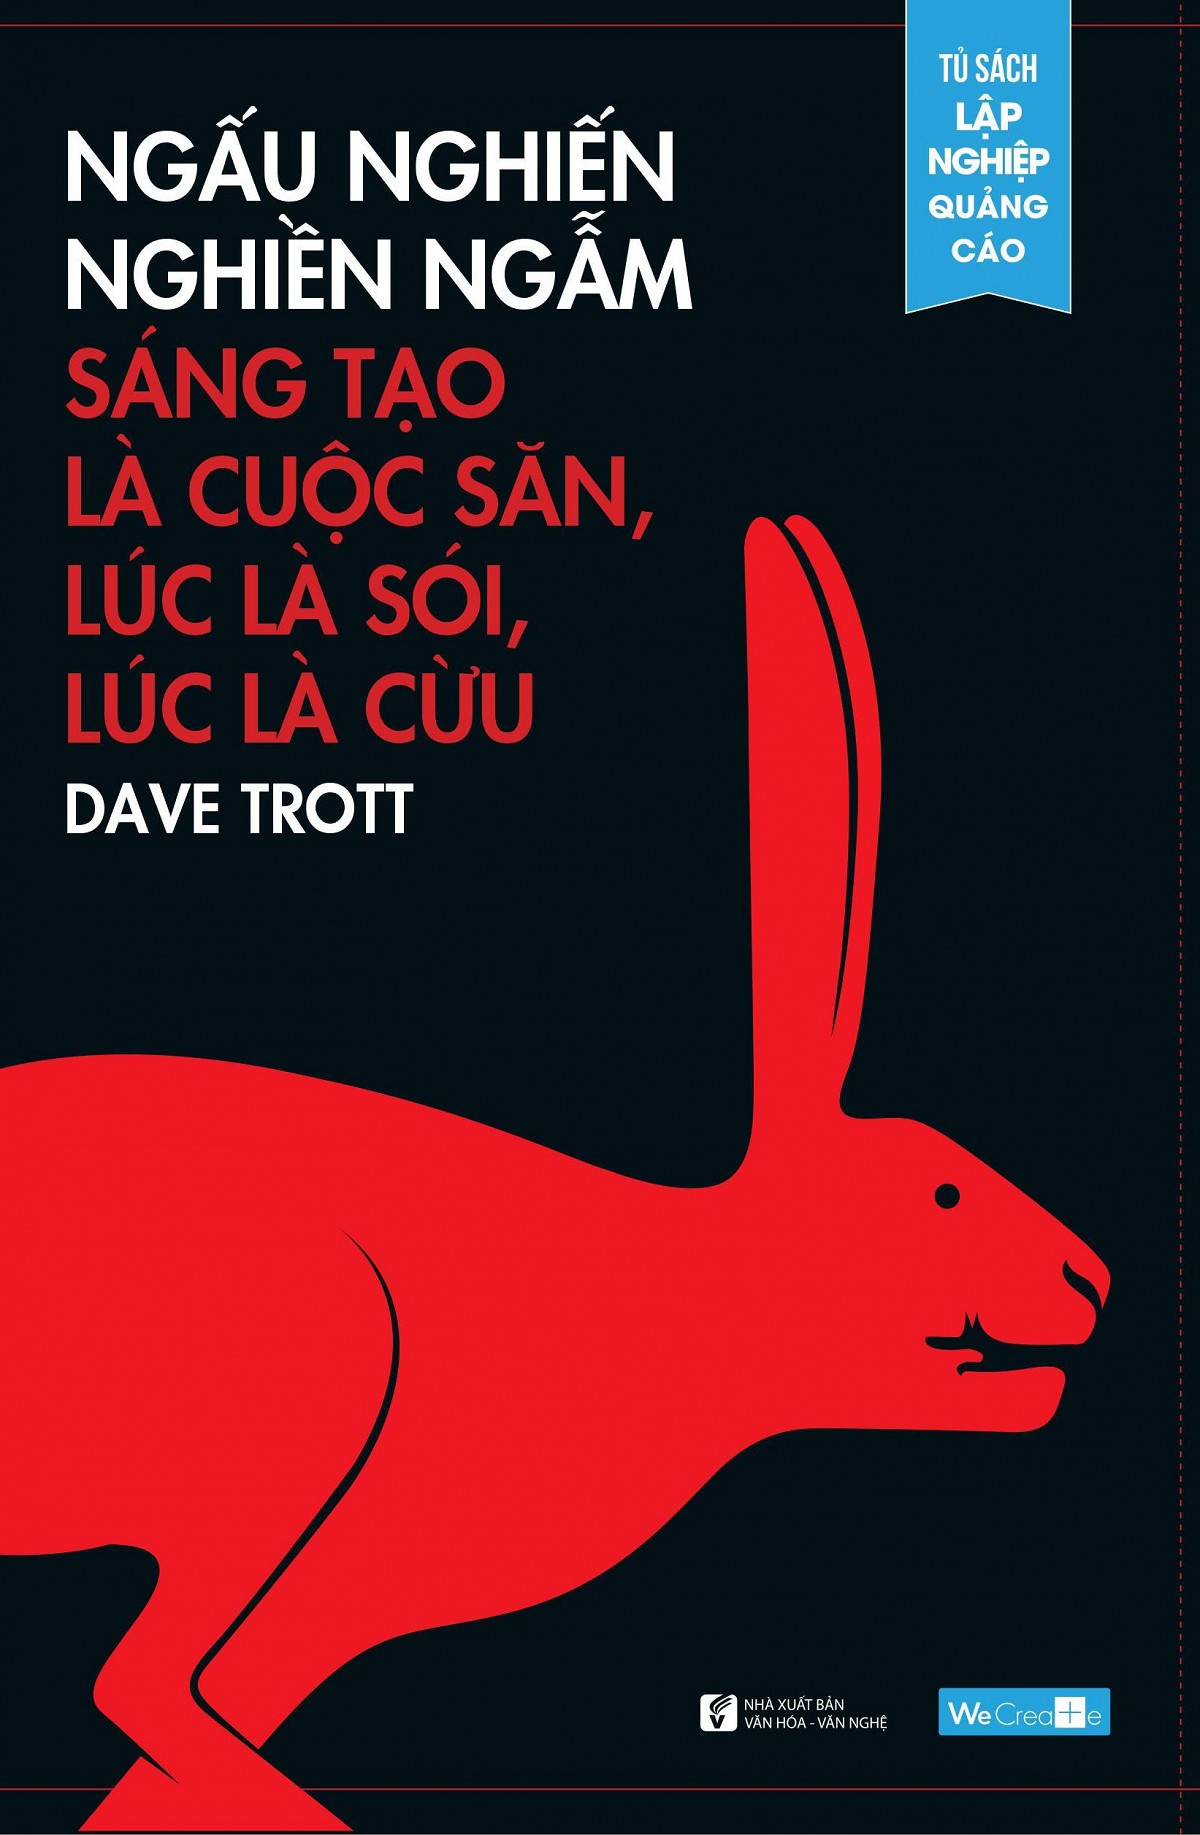 TỦ SÁCH
LẬP
NGHIỆP
QUẢNG
CÁO
NGẤU NGHIẾN
NGHIỀN NGẪM
SÁNG TẠO
LÀ CUỘC SĂN,
LÚC LÀ SÓI,
LÚC LÀ CỪU
DAVE TROTT
NHÀ XUẤT BẢN
VĂN HÓA - VĂN NGHỆ
WeCreate